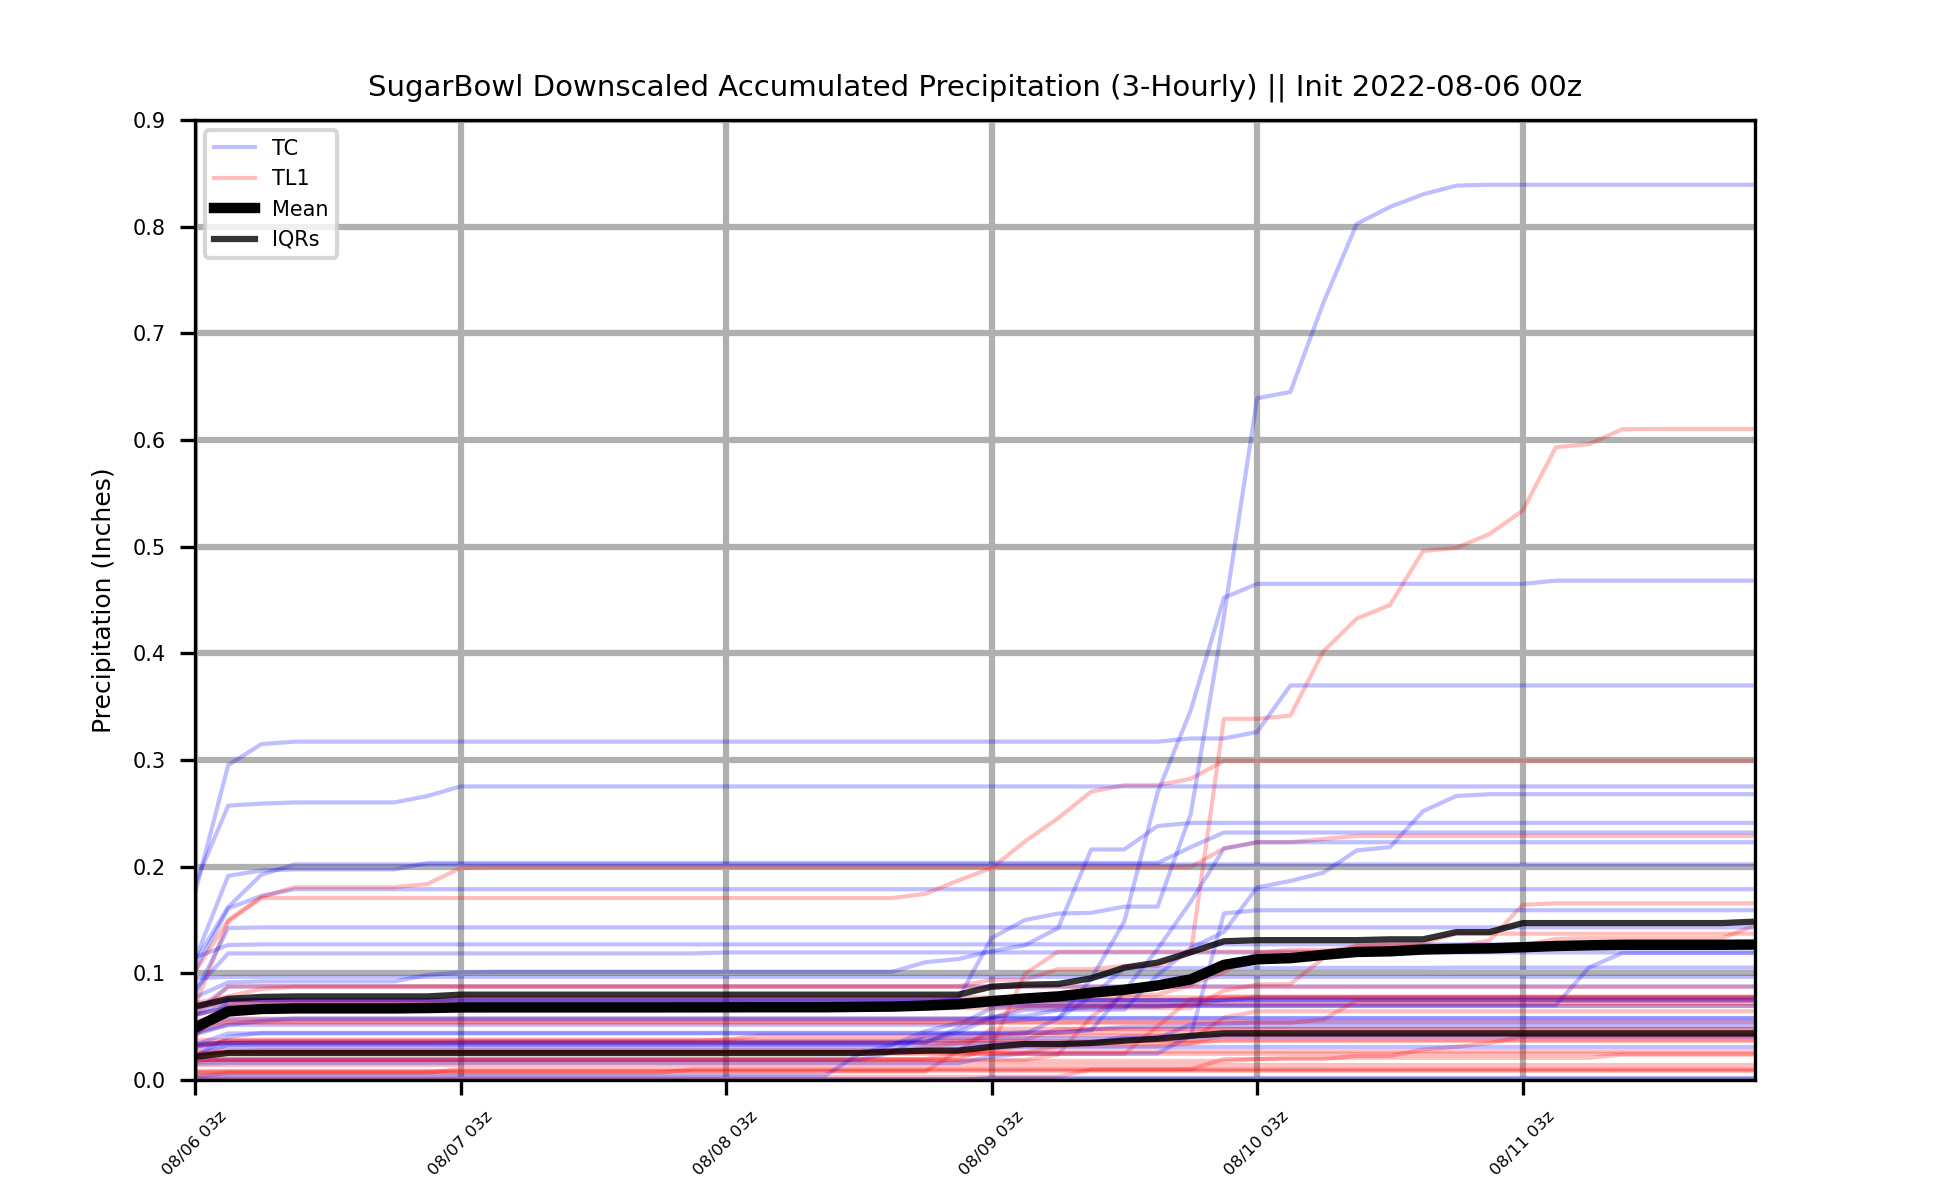 SugarBowl Downscaled Accumulated Precipitation (3-Hourly) || Init 2022-08-06 00z
TC
TL1
Mean
IQRs
Precipitation (Inches)
0.9
0.8
0.7
0.6
0.5
0.4
0.3
0.2
0.1
0.0
08/06 03z
08/07 03z
08/08 03z
08/09 03z
08/10 03z
08/11 03z